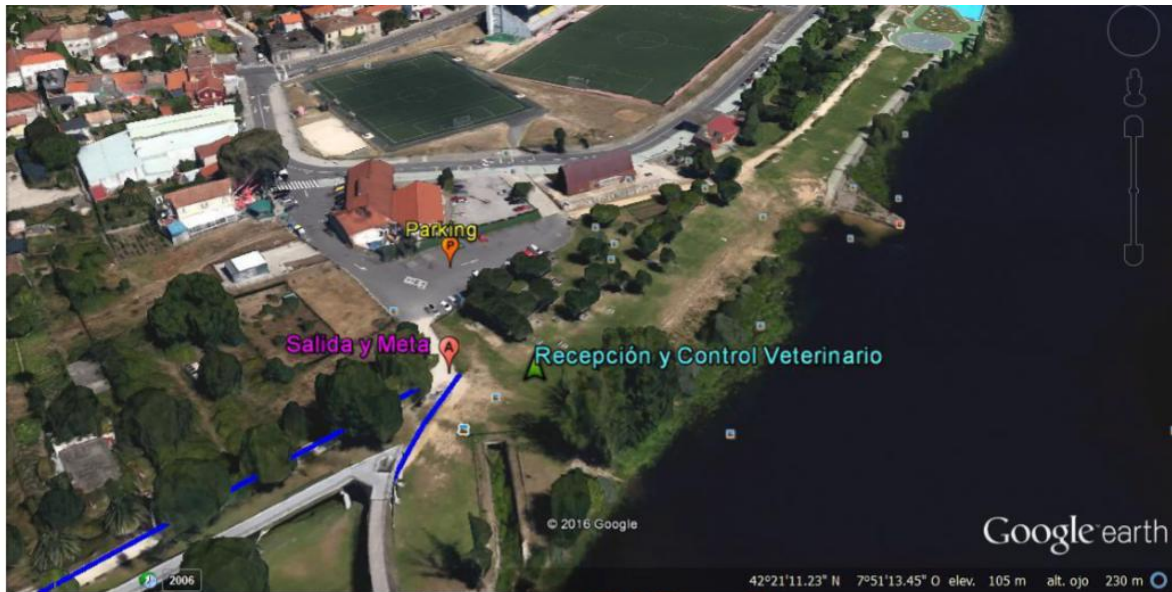 Parking
P
Salida y Meta
A
Recepción y Control Veterinario
© 2016 Google
Google earth
2006
42°21'11.23" N 7°51'13.45" O elev. 105 m alt. ojo 230 m